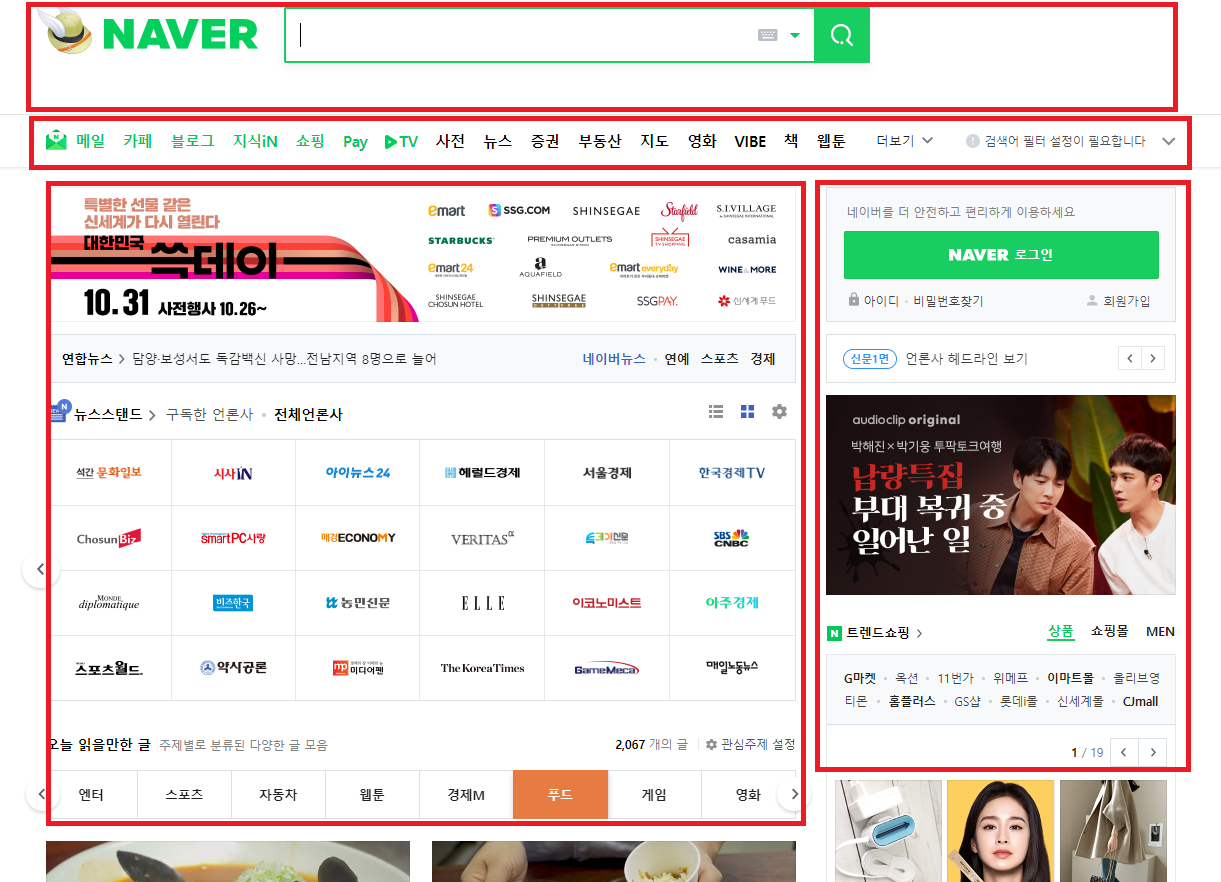 NAVER
메일 카페 블로그 지식iN 쇼핑 Pay TV 사전 뉴스 증권 부동산 지도 영화 VIBE 책 웹툰 더보기 검색어 필터 설정이 필요합니다
특별한 선물 같은
신세계가 다시 열린다
대한민국
쓱데이
10.31 사전행사 10.26~
emart SSG.COM SHINSEGAE Starfield S.I.VILLAGE
STARBUCKS PREMIUM OUTLETS SHINSEGAE TV SHOPPING casamia
emart24 AQUAFIELD emart everyday WINE & MORE
SHINSEGAE CHOSUN HOTEL SHINSEGAE SSGPAY. 신세계 푸드
연합뉴스 > 담양·보성서도 독감백신 사망...전남지역 8명으로 늘어 네이버뉴스 · 연예 스포츠 경제
뉴스스탠드 > 구독한 언론사 · 전체언론사
석간 문화일보 시사IN 아이뉴스24 헤럴드경제 서울경제 한국경제TV
ChosunBiz smartPC사랑 매경ECONOMY VERITAS α 전기신문 SBS CNBC
MONDE diplomatique 비즈한국 농민신문 ELLE 이코노미스트 아주경제
스포츠월드. 약사공론 mp 미디어펜 The Korea Times GameMeca 매일노동뉴스
오늘 읽을만한 글 주제별로 분류된 다양한 글 모음 2,067 개의 글 관심주제 설정
엔터 스포츠 자동차 웹툰 경제M 푸드 게임 영화
네이버를 더 안전하고 편리하게 이용하세요
NAVER 로그인
아이디 · 비밀번호찾기 회원가입
신문1면 언론사 헤드라인 보기
audioclip original
박해진×박기웅 투팍토크여행
납량특집
부대 복귀 중
일어난 일
N 트렌드쇼핑 > 상품 쇼핑몰 MEN
G마켓 · 옥션 · 11번가 · 위메프 · 이마트몰 · 올리브영
티몬 · 홈플러스 · GS샵 · 롯데i몰 · 신세계몰 · CJmall
1 / 19